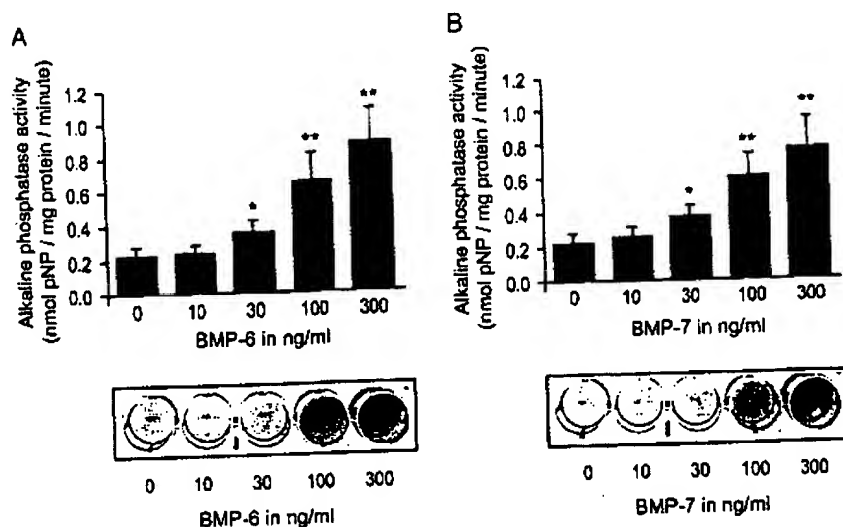 A
Alkaline phosphatase activity
(nmol pNP / mg protein / minute)
1.2
1.0
0.8
0.6
0.4
0.2
0.0
*
**
**
0 10 30 100 300
BMP-6 in ng/ml
0 10 30 100 300
BMP-6 in ng/ml
B
Alkaline phosphatase activity
(nmol pNP / mg protein / minute)
1.2
1.0
0.8
0.6
0.4
0.2
0.0
*
**
**
0 10 30 100 300
BMP-7 in ng/ml
0 10 30 100 300
BMP-7 in ng/ml